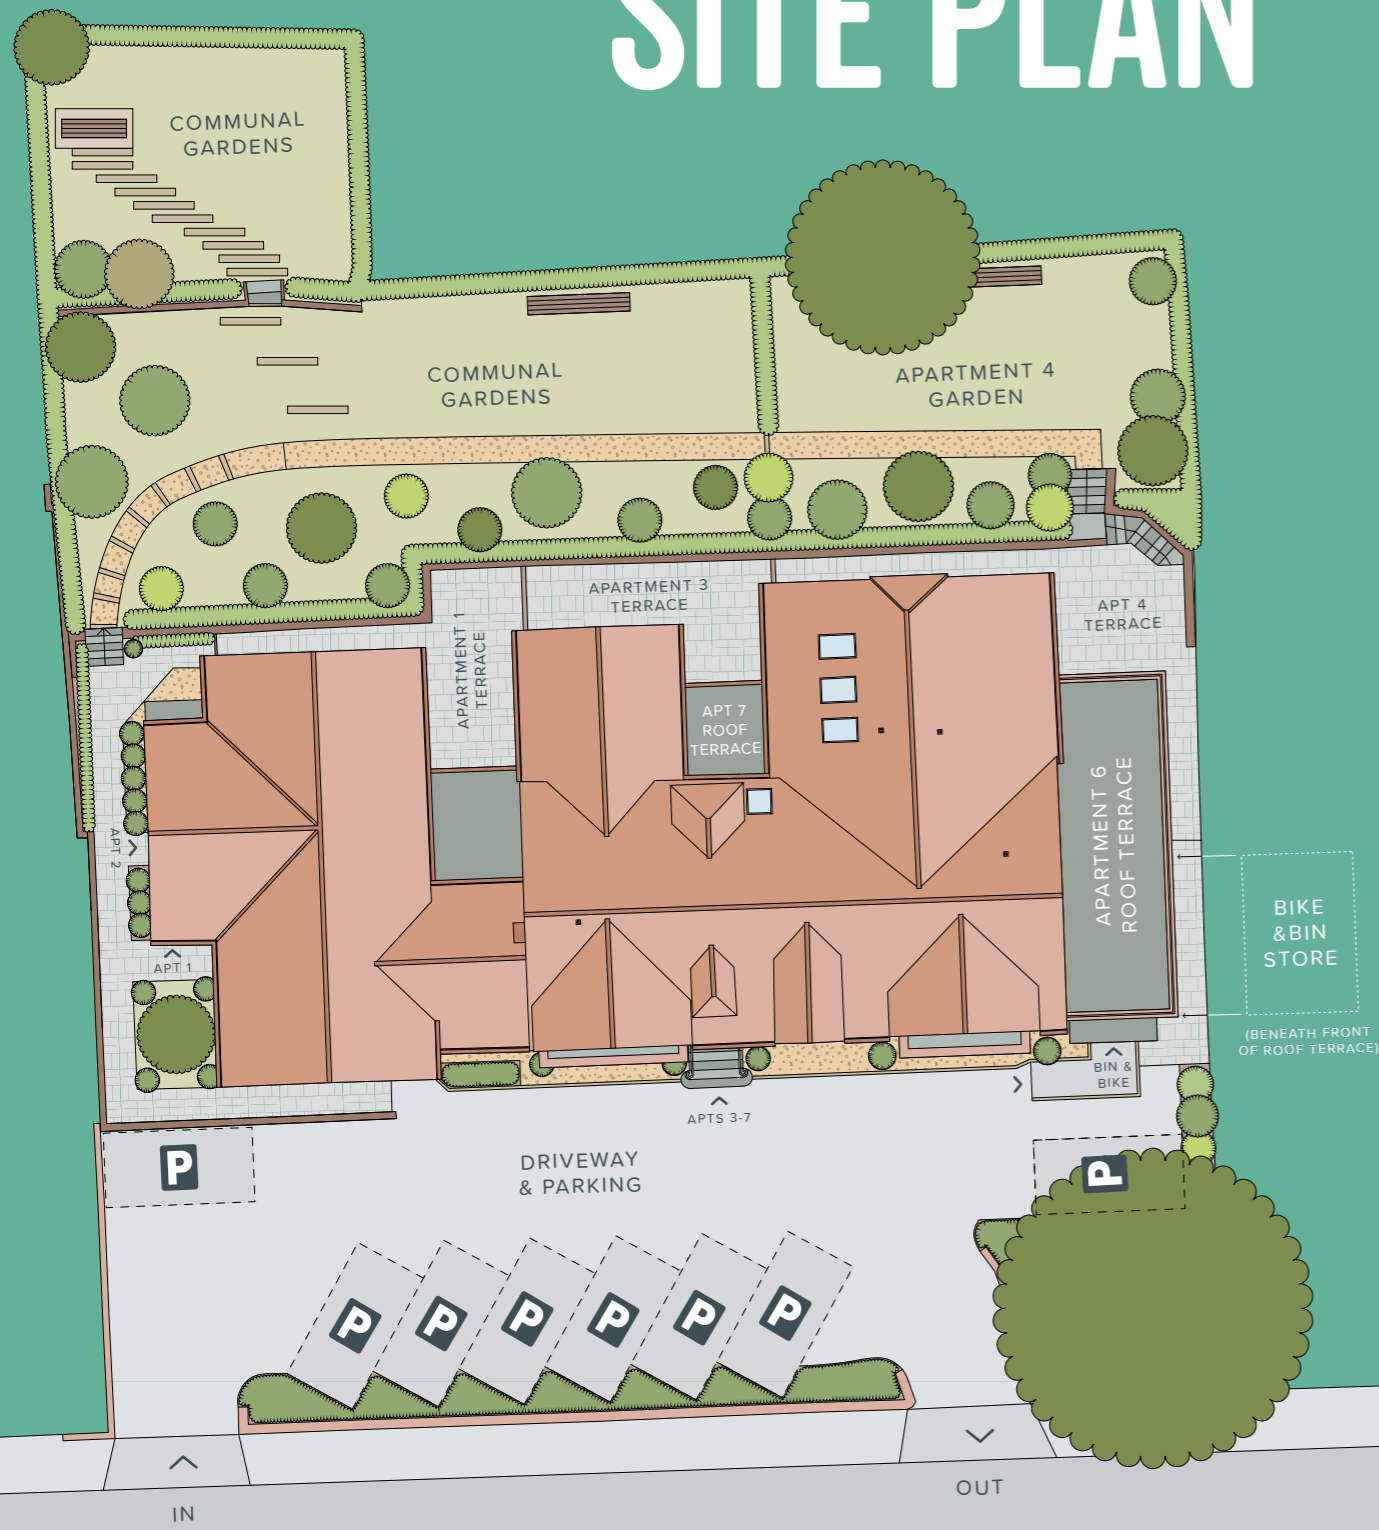 SITE PLAN
COMMUNAL
GARDENS
COMMUNAL
GARDENS
APARTMENT 4
GARDEN
APARTMENT 1
TERRACE
APARTMENT 3
TERRACE
APT 4
TERRACE
APT 7
ROOF
TERRACE
APARTMENT 6
ROOF TERRACE
APT 2
APT 1
BIKE
&BIN
STORE
(BENEATH FRONT
OF ROOF TERRACE)
BIN &
BIKE
APTS 3-7
DRIVEWAY
& PARKING
P
P
P
P
P
P
P
P
IN
OUT